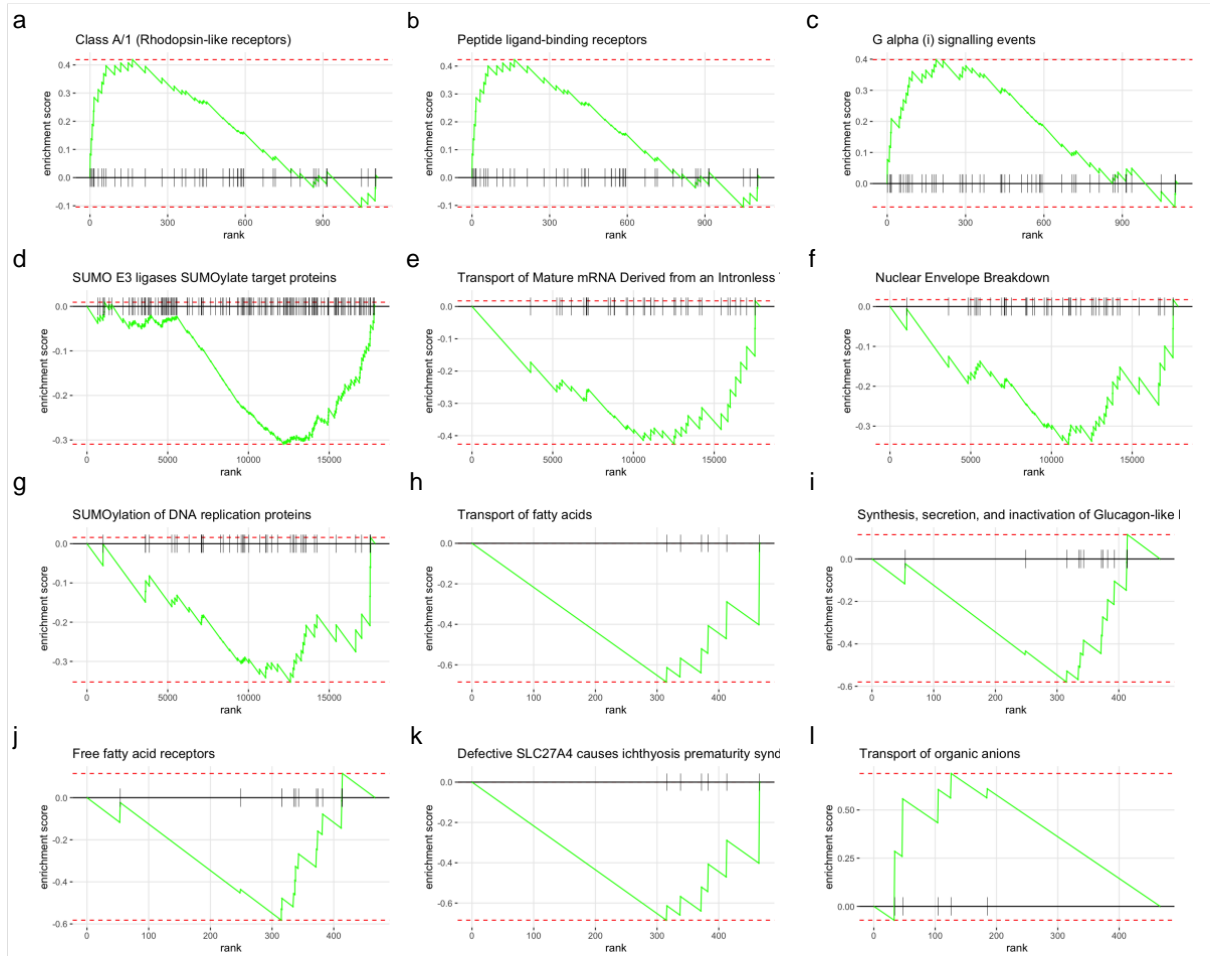 a
Class A/1 (Rhodopsin-like receptors)
enrichment score
0.4
0.3
0.2
0.1
0.0
-0.1
0
300
600
900
rank
b
Peptide ligand-binding receptors
enrichment score
0.4
0.3
0.2
0.1
0.0
-0.1
0
300
600
900
rank
c
G alpha (i) signalling events
enrichment score
0.4
0.3
0.2
0.1
0.0
0
300
600
900
rank
d
SUMO E3 ligases SUMOylate target proteins
enrichment score
0.0
-0.1
-0.2
-0.3
0
5000
10000
15000
rank
e
Transport of Mature mRNA Derived from an Intronless
enrichment score
0.0
-0.1
-0.2
-0.3
-0.4
0
5000
10000
15000
rank
f
Nuclear Envelope Breakdown
enrichment score
0.0
-0.1
-0.2
-0.3
0
5000
10000
15000
rank
g
SUMOylation of DNA replication proteins
enrichment score
0.0
-0.1
-0.2
-0.3
0
5000
10000
15000
rank
h
Transport of fatty acids
enrichment score
0.0
-0.2
-0.4
-0.6
0
100
200
300
400
rank
i
Synthesis, secretion, and inactivation of Glucagon-like
enrichment score
0.0
-0.2
-0.4
-0.6
0
100
200
300
400
rank
j
Free fatty acid receptors
enrichment score
0.0
-0.2
-0.4
-0.6
0
100
200
300
400
rank
k
Defective SLC27A4 causes ichthyosis prematurity synd
enrichment score
0.0
-0.2
-0.4
-0.6
0
100
200
300
400
rank
l
Transport of organic anions
enrichment score
0.50
0.25
0.00
0
100
200
300
400
rank